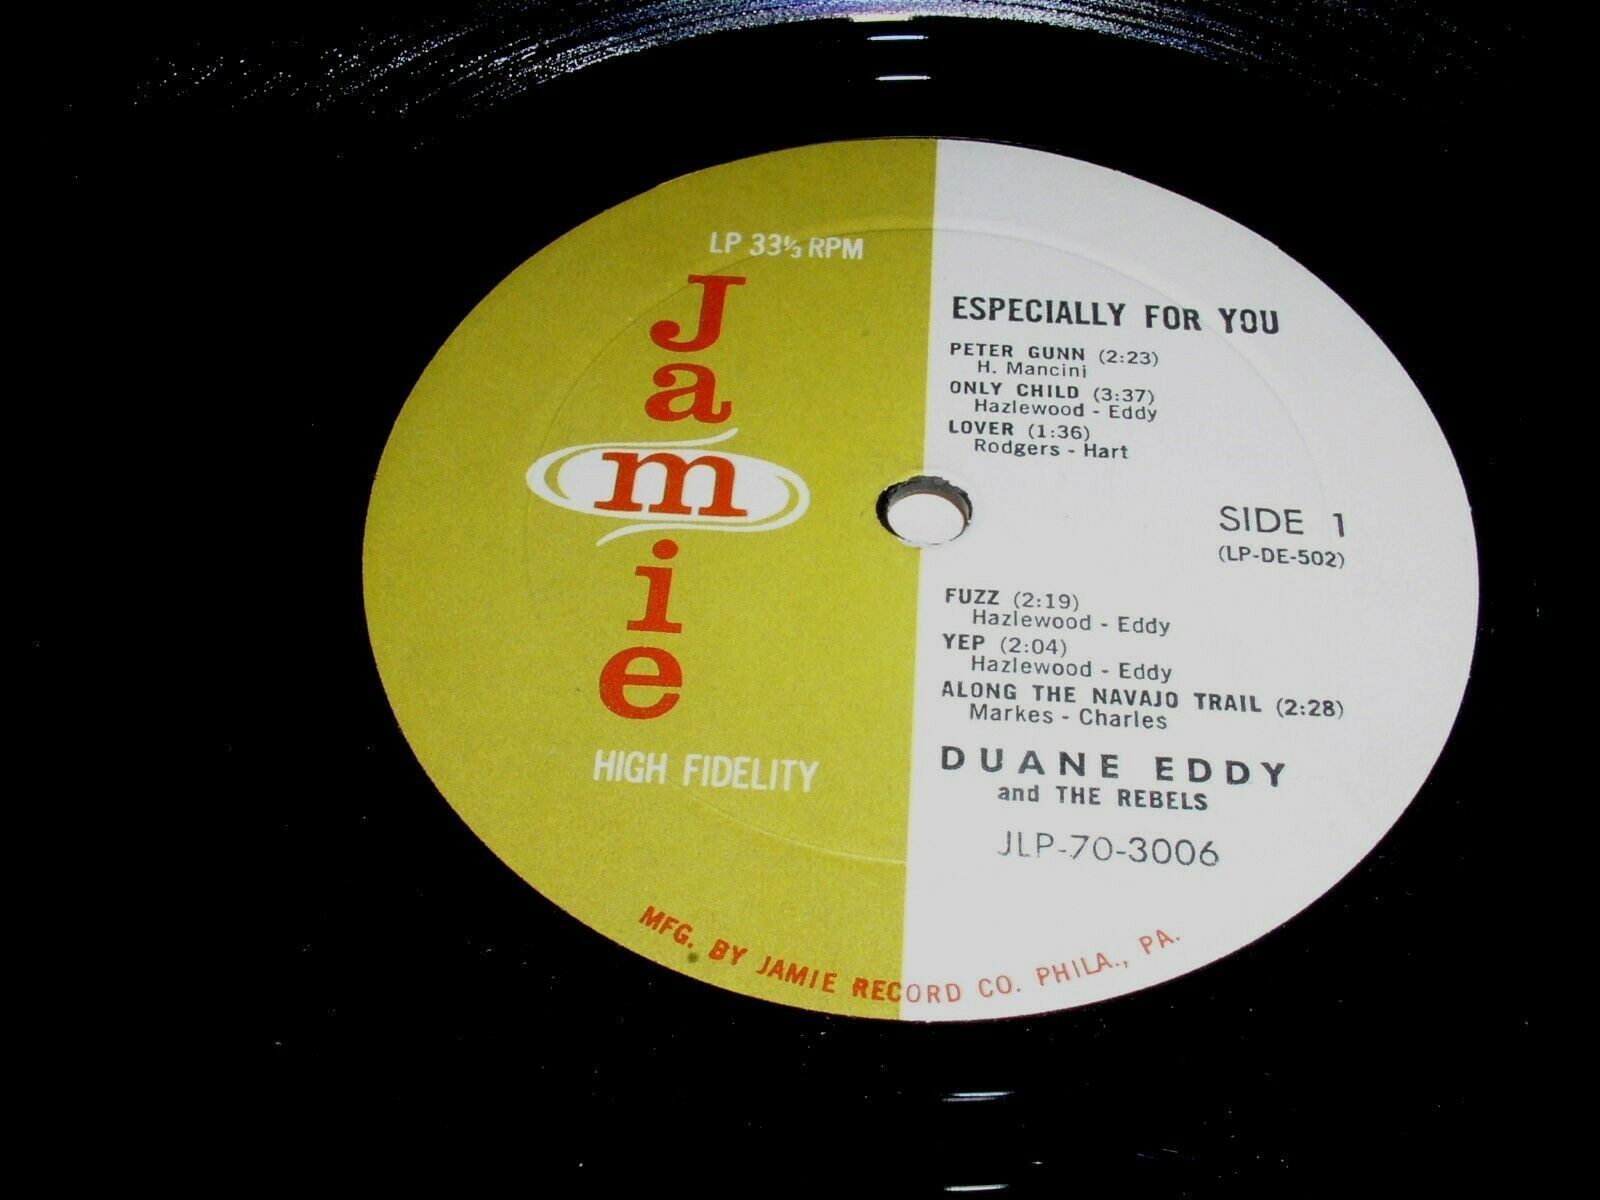 LP 33⅓ RPM
Jamie
HIGH FIDELITY
ESPECIALLY FOR YOU
PETER GUNN (2:23)
H. Mancini
ONLY CHILD (3:37)
Hazlewood - Eddy
LOVER (1:36)
Rodgers - Hart
SIDE 1
(LP-DE-502)
FUZZ (2:19)
Hazlewood - Eddy
YEP (2:04)
Hazlewood - Eddy
ALONG THE NAVAJO TRAIL (2:28)
Markes - Charles
DUANE EDDY
and THE REBELS
JLP-70-3006
MFG. BY JAMIE RECORD CO. PHILA., PA.